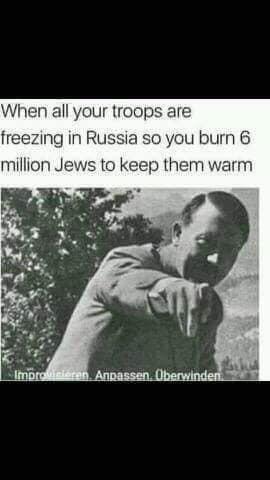 When all your troops are
freezing in Russia so you burn 6
million Jews to keep them warm
Improvisieren. Anpassen. Überwinden.